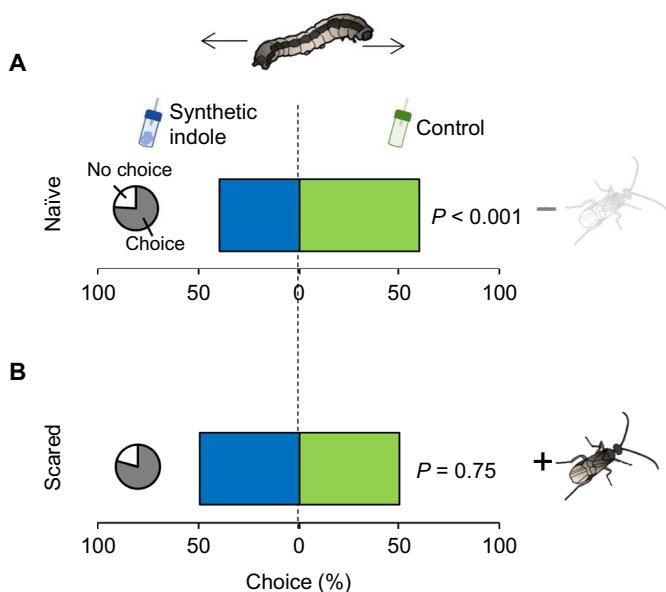 A
Synthetic
indole
Control
Naïve
No choice
Choice
P < 0.001
−
100 50 0 50 100
B
Scared
P = 0.75
+
100 50 0 50 100
Choice (%)